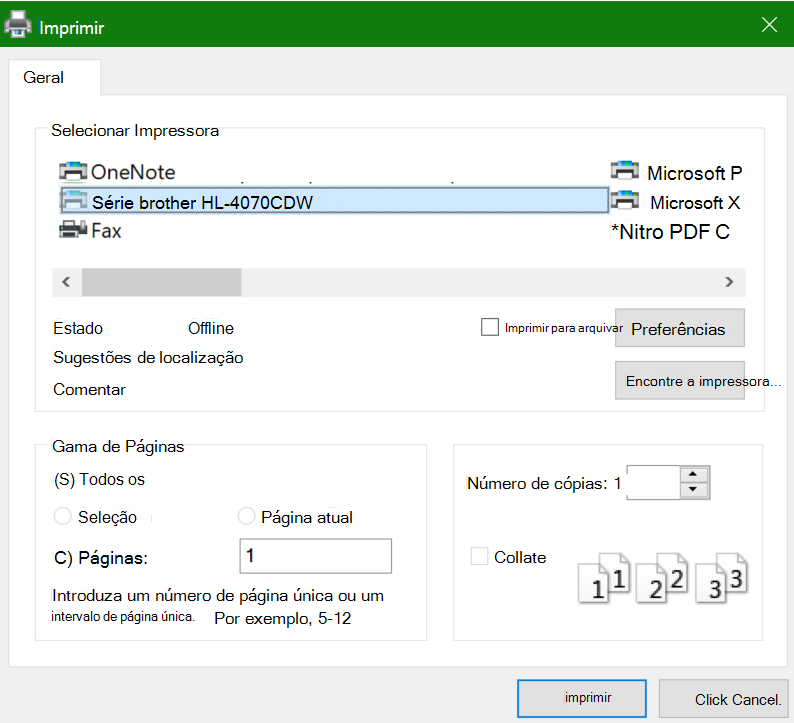 Imprimir
Geral
Selecionar Impressora
OneNote
Microsoft P
Série brother HL-4070CDW
Microsoft X
Fax
*Nitro PDF C
Estado Offline
Imprimir para arquivar
Preferências
Sugestões de localização
Comentar
Encontre a impressora...
Gama de Páginas
(S) Todos os
Seleção
Página atual
C) Páginas: 1
Introduza um número de página única ou um
intervalo de página única. Por exemplo, 5-12
Número de cópias: 1
Collate
1 1 2 2 3 3
imprimir
Click Cancel.